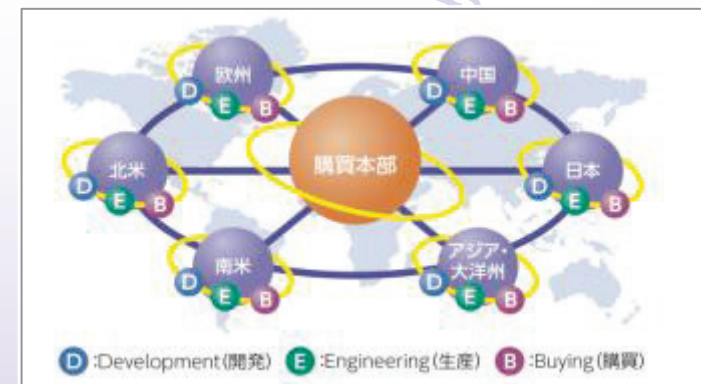 欧州
D E B
中国
D E B
購買本部
北米
D E B
日本
D E B
南米
D E B
アジア・
大洋州
D E B
D :Development(開発) E :Engineering(生産) B :Buying(購買)